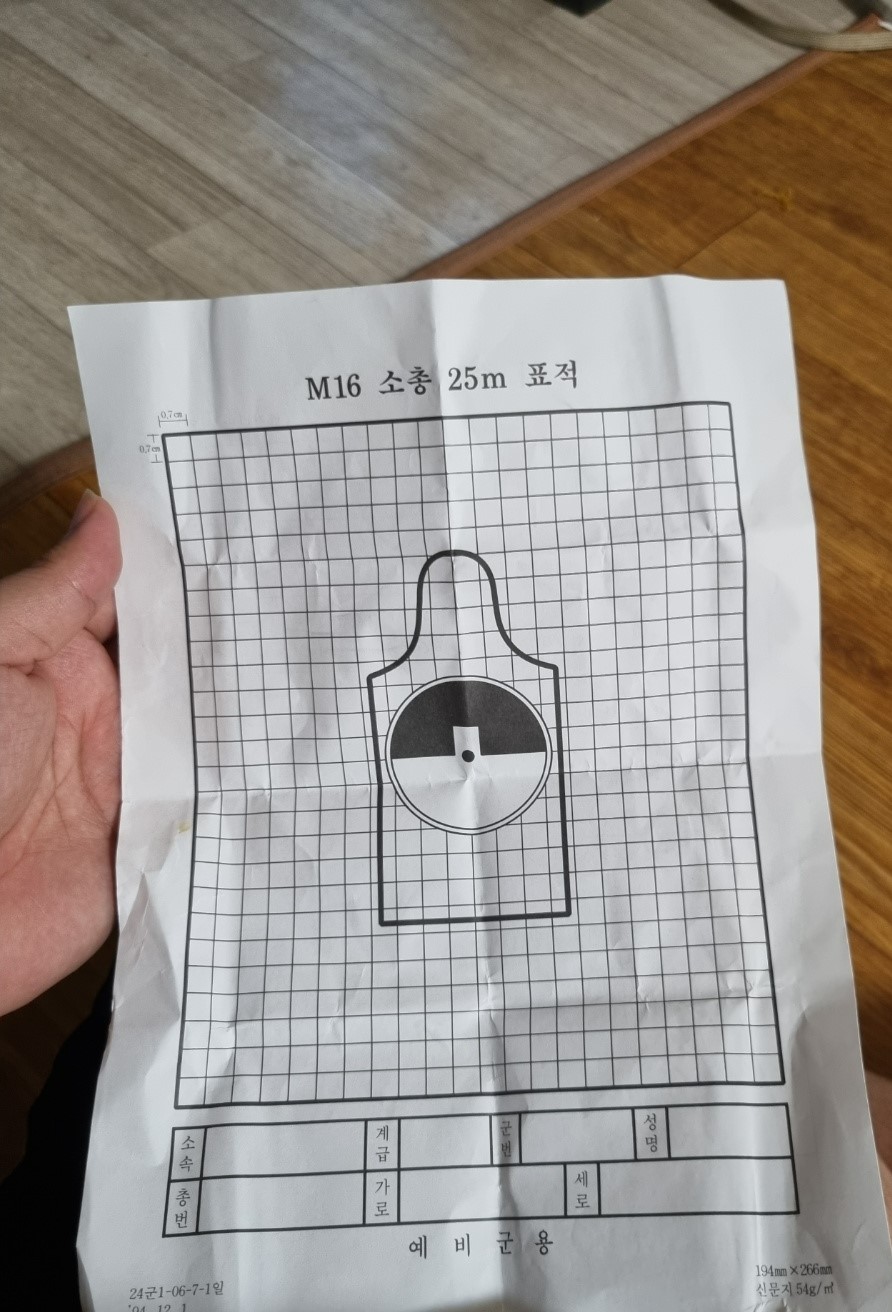 M16 소총 25m 표적
0.7㎝
0.7㎝
소속 계급 군번 성명
총번 가로 세로
예비군용
24군1-06-7-1일
'94. 12. 1
194㎜×266㎜
신문지 54g/㎡